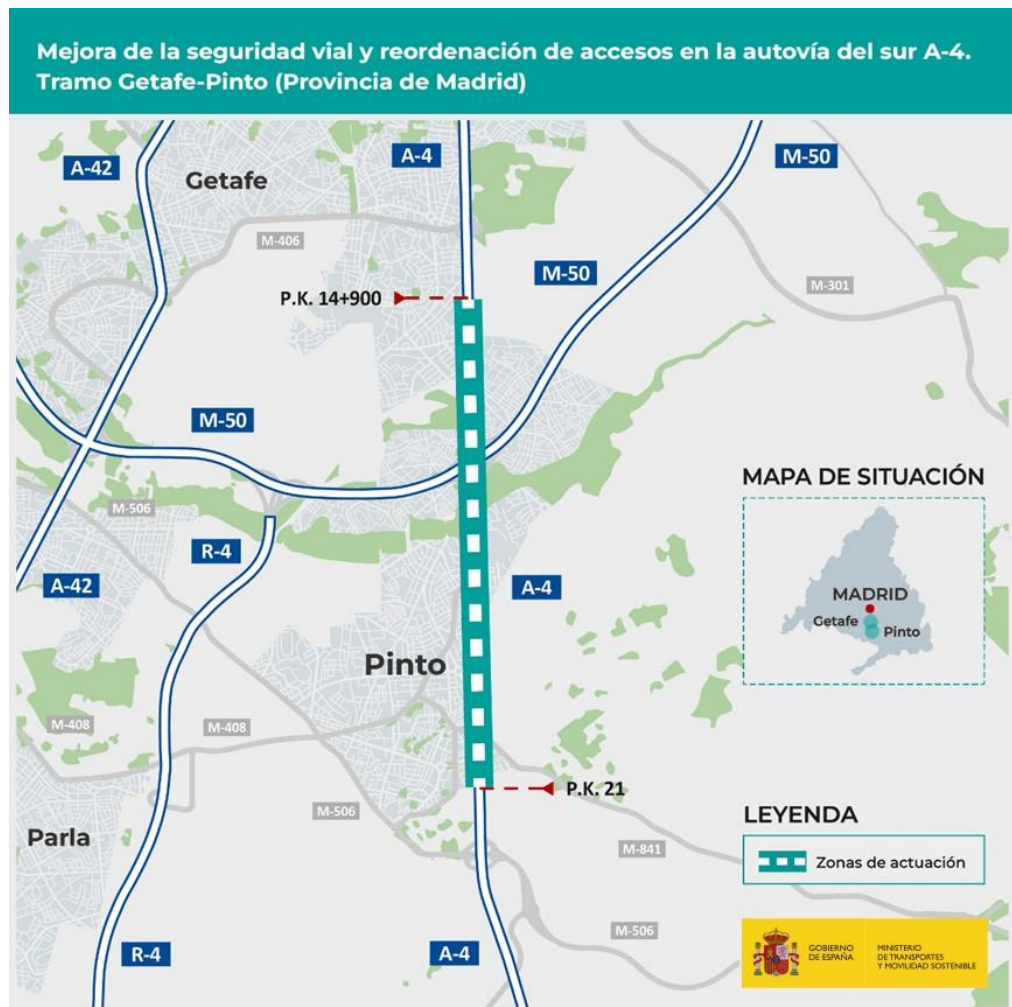 Mejora de la seguridad vial y reordenación de accesos en la autovía del sur A-4.
Tramo Getafe-Pinto (Provincia de Madrid)
A-42
Getafe
A-4
M-50
M-406
M-50
P.K. 14+900
M-301
M-50
MAPA DE SITUACIÓN
M-506
R-4
A-42
A-4
MADRID
Getafe
Pinto
Pinto
M-408
M-408
P.K. 21
M-506
LEYENDA
Parla
M-841
Zonas de actuación
M-506
R-4
A-4
GOBIERNO
DE ESPAÑA
MINISTERIO
DE TRANSPORTES
Y MOVILIDAD SOSTENIBLE